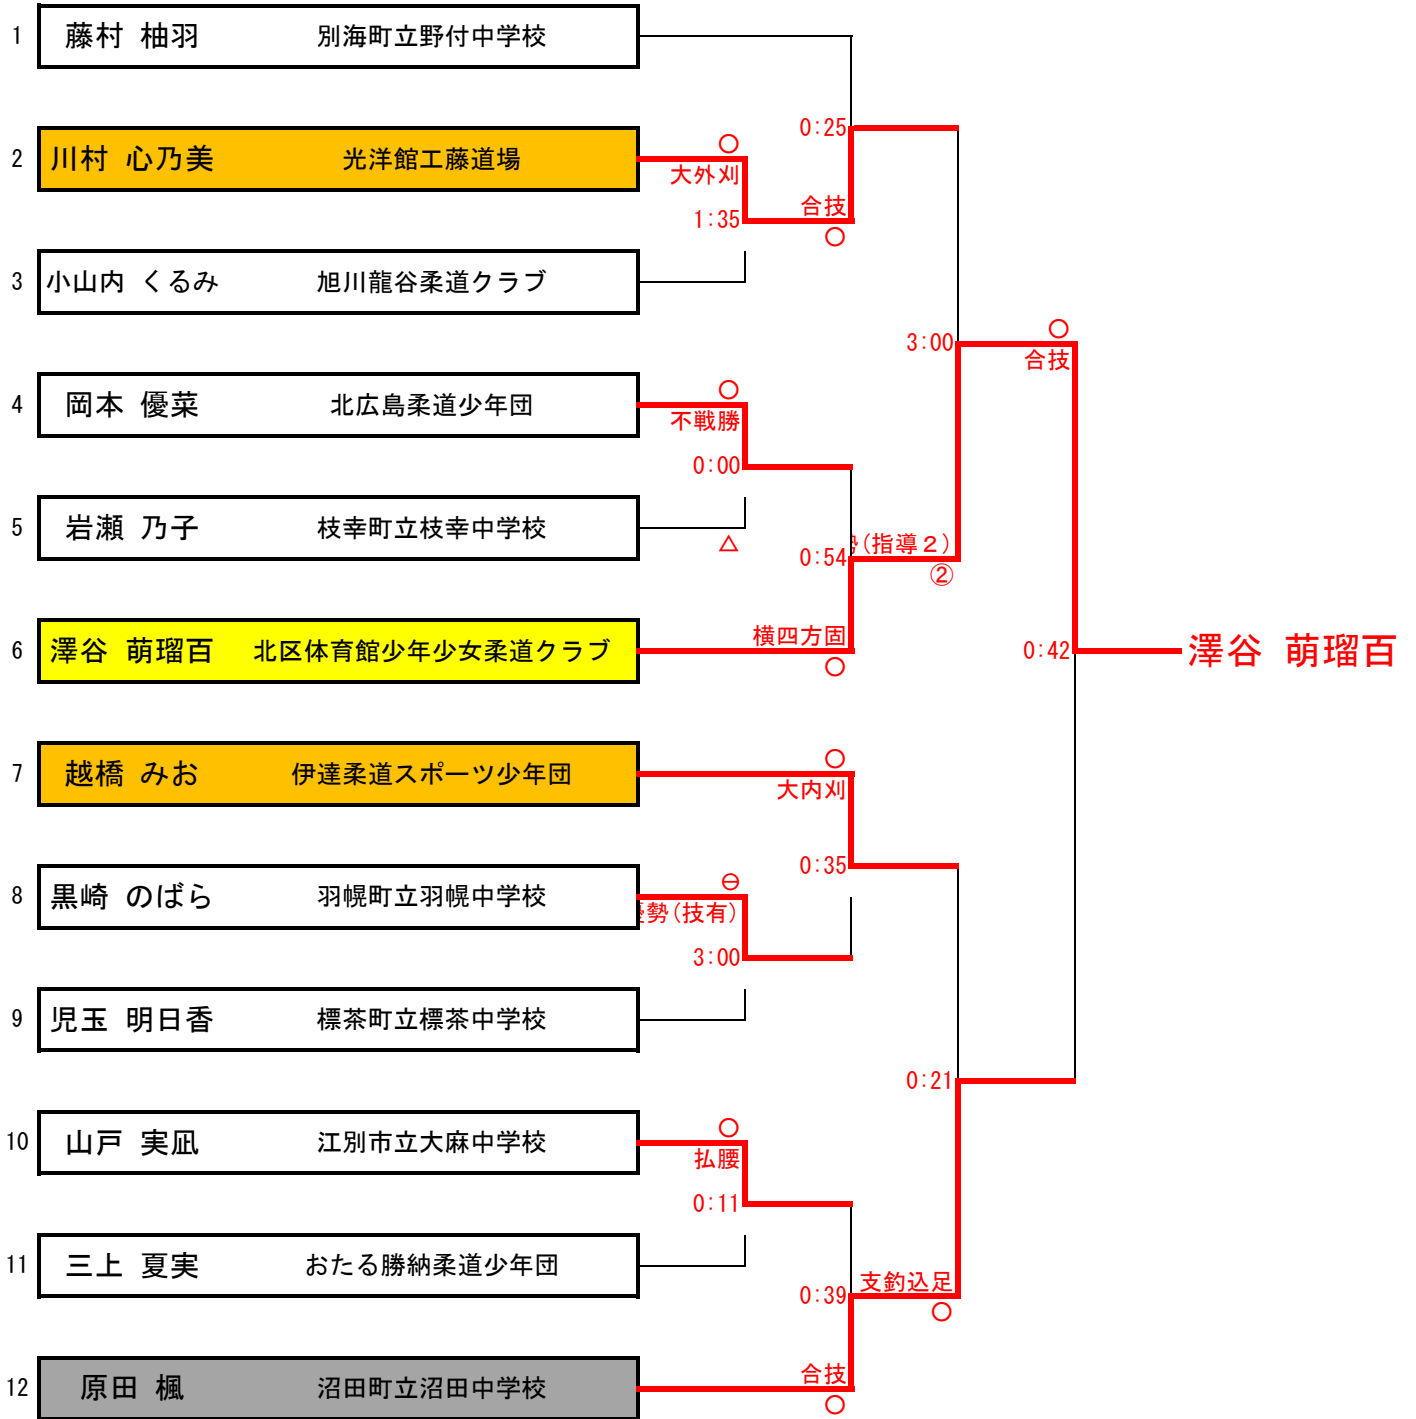 1 藤村 柚羽 別海町立野付中学校
0:25
2 川村 心乃美 光洋館工藤道場
○
大外刈
1:35
合技
○
3 小山内 くるみ 旭川龍谷柔道クラブ
3:00
○
合技
4 岡本 優菜 北広島柔道少年団
○
不戦勝
0:00
5 岩瀬 乃子 枝幸町立枝幸中学校
△
0:54
勢(指導２)
②
6 澤谷 萌瑠百 北区体育館少年少女柔道クラブ
横四方固
○
0:42
澤谷 萌瑠百
7 越橋 みお 伊達柔道スポーツ少年団
○
大内刈
0:35
8 黒崎 のばら 羽幌町立羽幌中学校
⊖
優勢(技有)
3:00
9 児玉 明日香 標茶町立標茶中学校
0:21
10 山戸 実凪 江別市立大麻中学校
○
払腰
0:11
11 三上 夏実 おたる勝納柔道少年団
0:39
支釣込足
○
12 原田 楓 沼田町立沼田中学校
合技
○